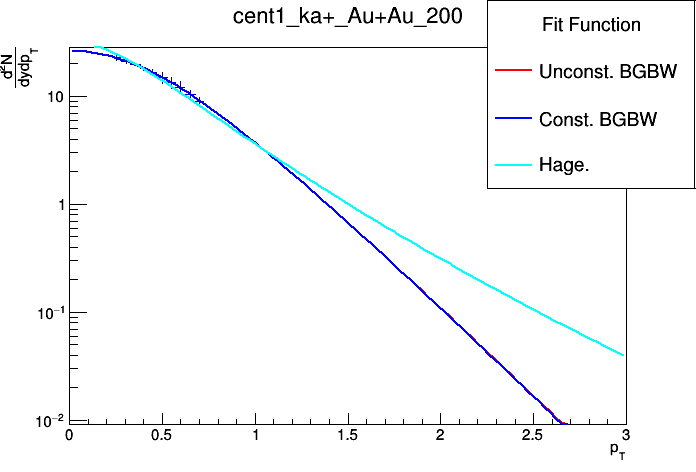 cent1_ka+_Au+Au_200
Fit Function
Unconst. BGBW
Const. BGBW
Hage.
d²N
dydp_T
10
1
10⁻¹
10⁻²
0 0.5 1 1.5 2 2.5 3
p_T